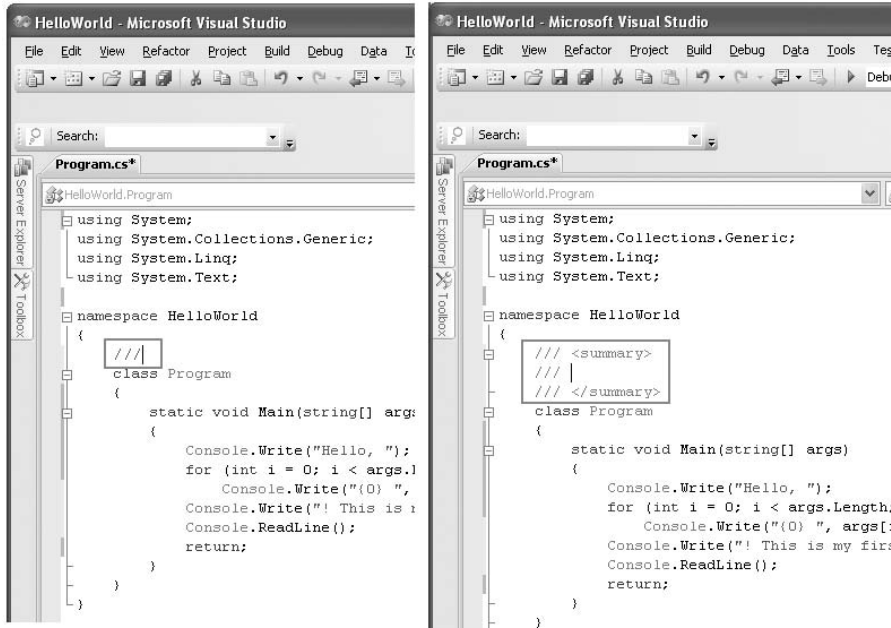 HelloWorld - Microsoft Visual Studio
File Edit View Refactor Project Build Debug Data
Search:
Program.cs*
HelloWorld.Program
Server Explorer
Toolbox
using System;
using System.Collections.Generic;
using System.Linq;
using System.Text;
namespace HelloWorld
{
///
class Program
{
static void Main(string[] args
{
Console.Write("Hello, ");
for (int i = 0; i < args.
Console.Write("{0} ",
Console.Write("! This is
Console.ReadLine();
return;
}
}
}
HelloWorld - Microsoft Visual Studio
File Edit View Refactor Project Build Debug Data Tools Tes
Debu
Search:
Program.cs*
HelloWorld.Program
Server Explorer
Toolbox
using System;
using System.Collections.Generic;
using System.Linq;
using System.Text;
namespace HelloWorld
{
/// <summary>
///
/// </summary>
class Program
{
static void Main(string[] args)
{
Console.Write("Hello, ");
for (int i = 0; i < args.Length;
Console.Write("{0} ", args[
Console.Write("! This is my firs
Console.ReadLine();
return;
}
}